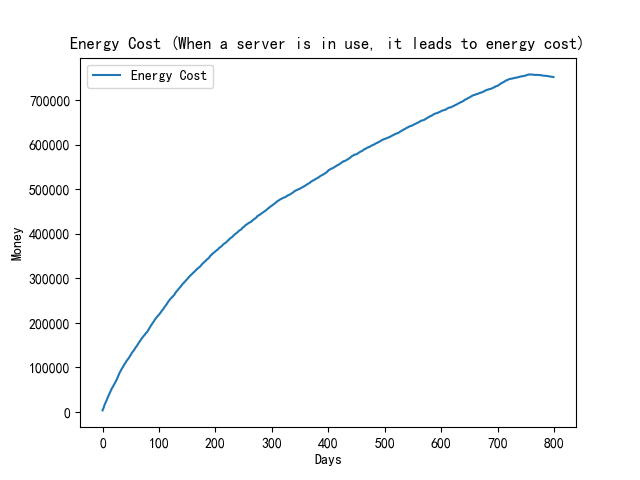 Energy Cost (When a server is in use, it leads to energy cost)
Energy Cost
700000
600000
500000
400000
300000
200000
100000
0
Money
0 100 200 300 400 500 600 700 800
Days